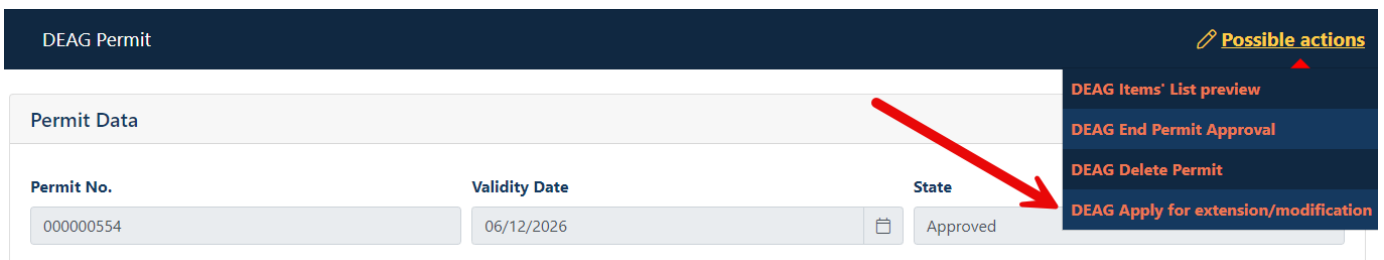 DEAG Permit
Possible actions
DEAG Items' List preview
DEAG End Permit Approval
DEAG Delete Permit
DEAG Apply for extension/modification
Permit Data
Permit No.
Validity Date
State
000000554
06/12/2026
Approved